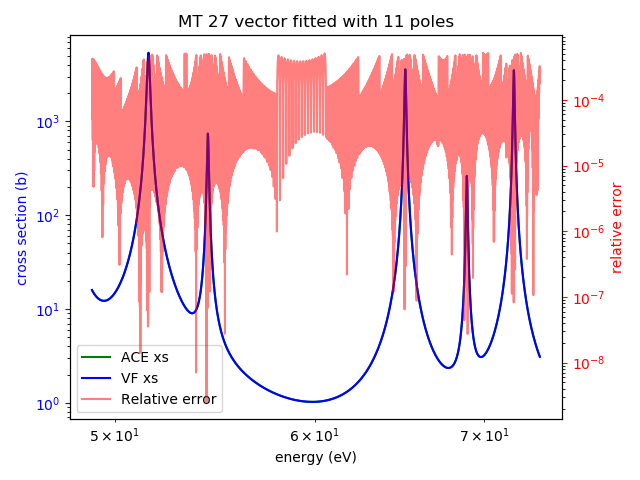 MT 27 vector fitted with 11 poles
cross section (b)
10³
10²
10¹
10⁰
10⁻⁴
10⁻⁵
10⁻⁶
10⁻⁷
10⁻⁸
relative error
ACE xs
VF xs
Relative error
5 × 10¹ 6 × 10¹ 7 × 10¹
energy (eV)